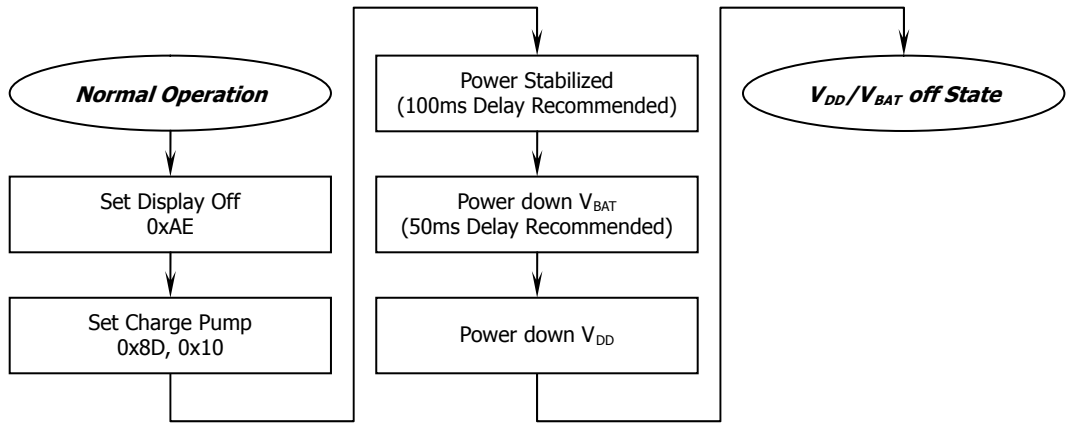 Normal Operation
Set Display Off
0xAE
Set Charge Pump
0x8D, 0x10
Power Stabilized
(100ms Delay Recommended)
Power down VBAT
(50ms Delay Recommended)
Power down VDD
VDD/VBAT off State